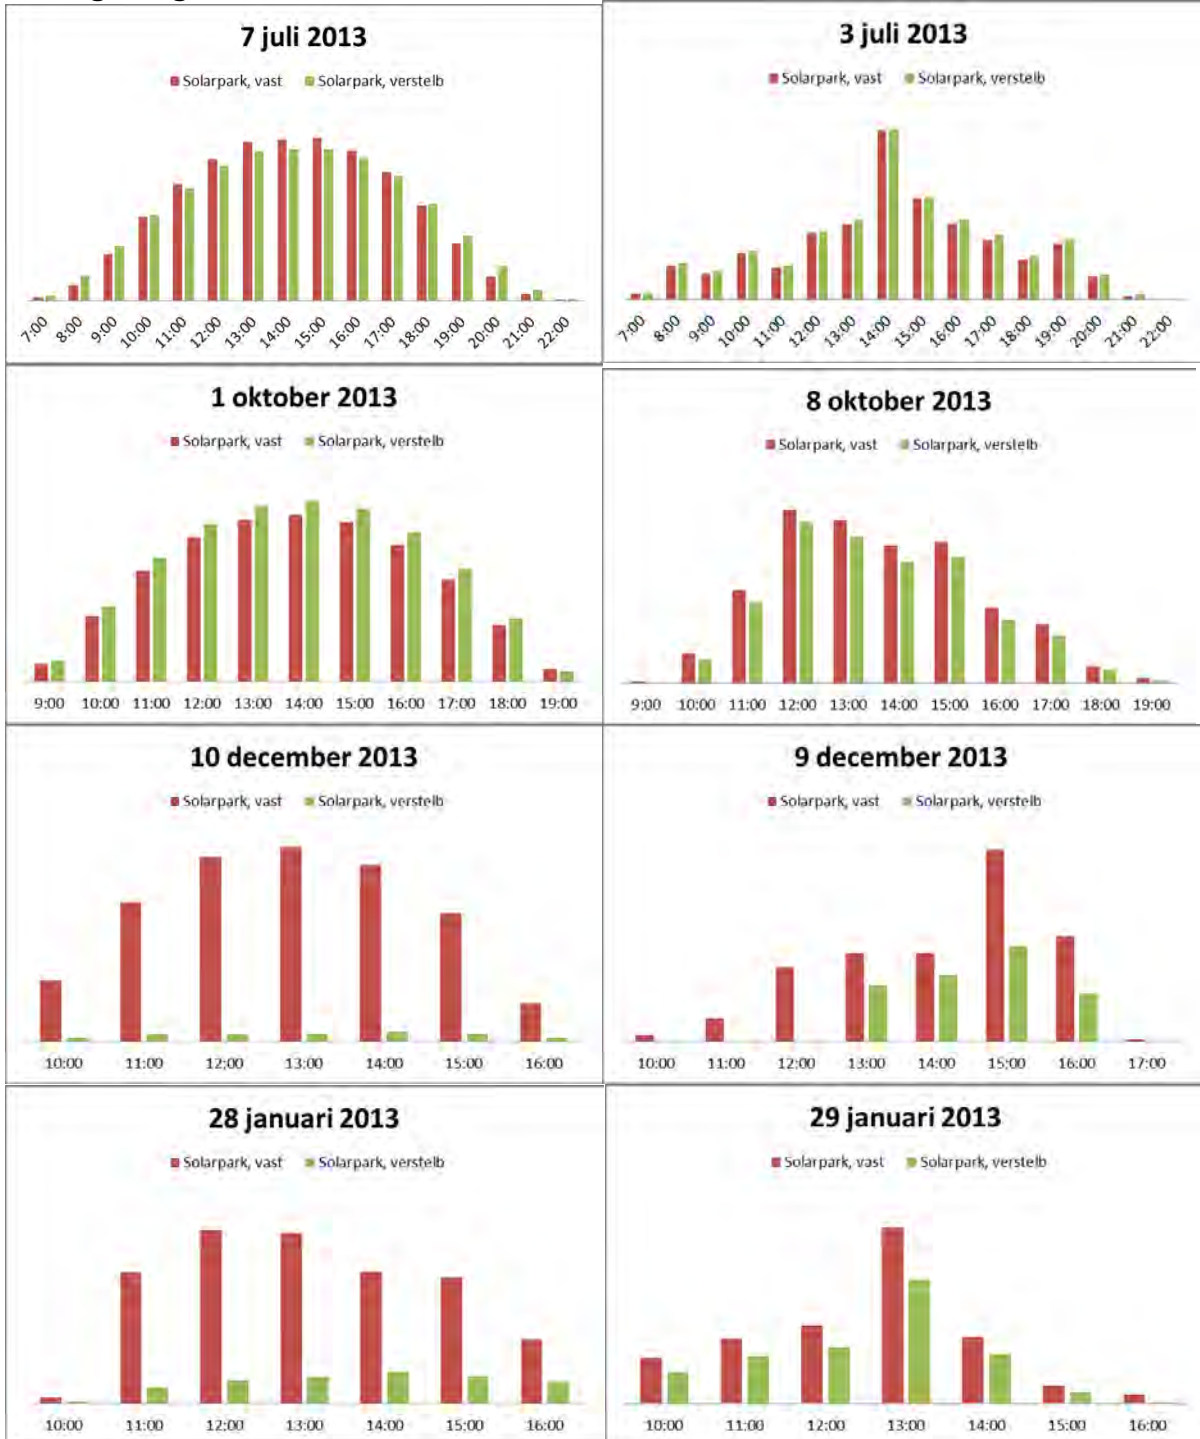 7 juli 2013
Solarpark, vast Solarpark, verstelb
7:00 8:00 9:00 10:00 11:00 12:00 13:00 14:00 15:00 16:00 17:00 18:00 19:00 20:00 21:00 22:00
3 juli 2013
Solarpark, vast Solarpark, verstelb
7:00 8:00 9:00 10:00 11:00 12:00 13:00 14:00 15:00 16:00 17:00 18:00 19:00 20:00 21:00 22:00
1 oktober 2013
Solarpark, vast Solarpark, verstelb
9:00 10:00 11:00 12:00 13:00 14:00 15:00 16:00 17:00 18:00 19:00
8 oktober 2013
Solarpark, vast Solarpark, verstelb
9:00 10:00 11:00 12:00 13:00 14:00 15:00 16:00 17:00 18:00 19:00
10 december 2013
Solarpark, vast Solarpark, verstelb
10:00 11:00 12:00 13:00 14:00 15:00 16:00
9 december 2013
Solarpark, vast Solarpark, verstelb
10:00 11:00 12:00 13:00 14:00 15:00 16:00 17:00
28 januari 2013
Solarpark, vast Solarpark, verstelb
10:00 11:00 12:00 13:00 14:00 15:00 16:00
29 januari 2013
Solarpark, vast Solarpark, verstelb
10:00 11:00 12:00 13:00 14:00 15:00 16:00